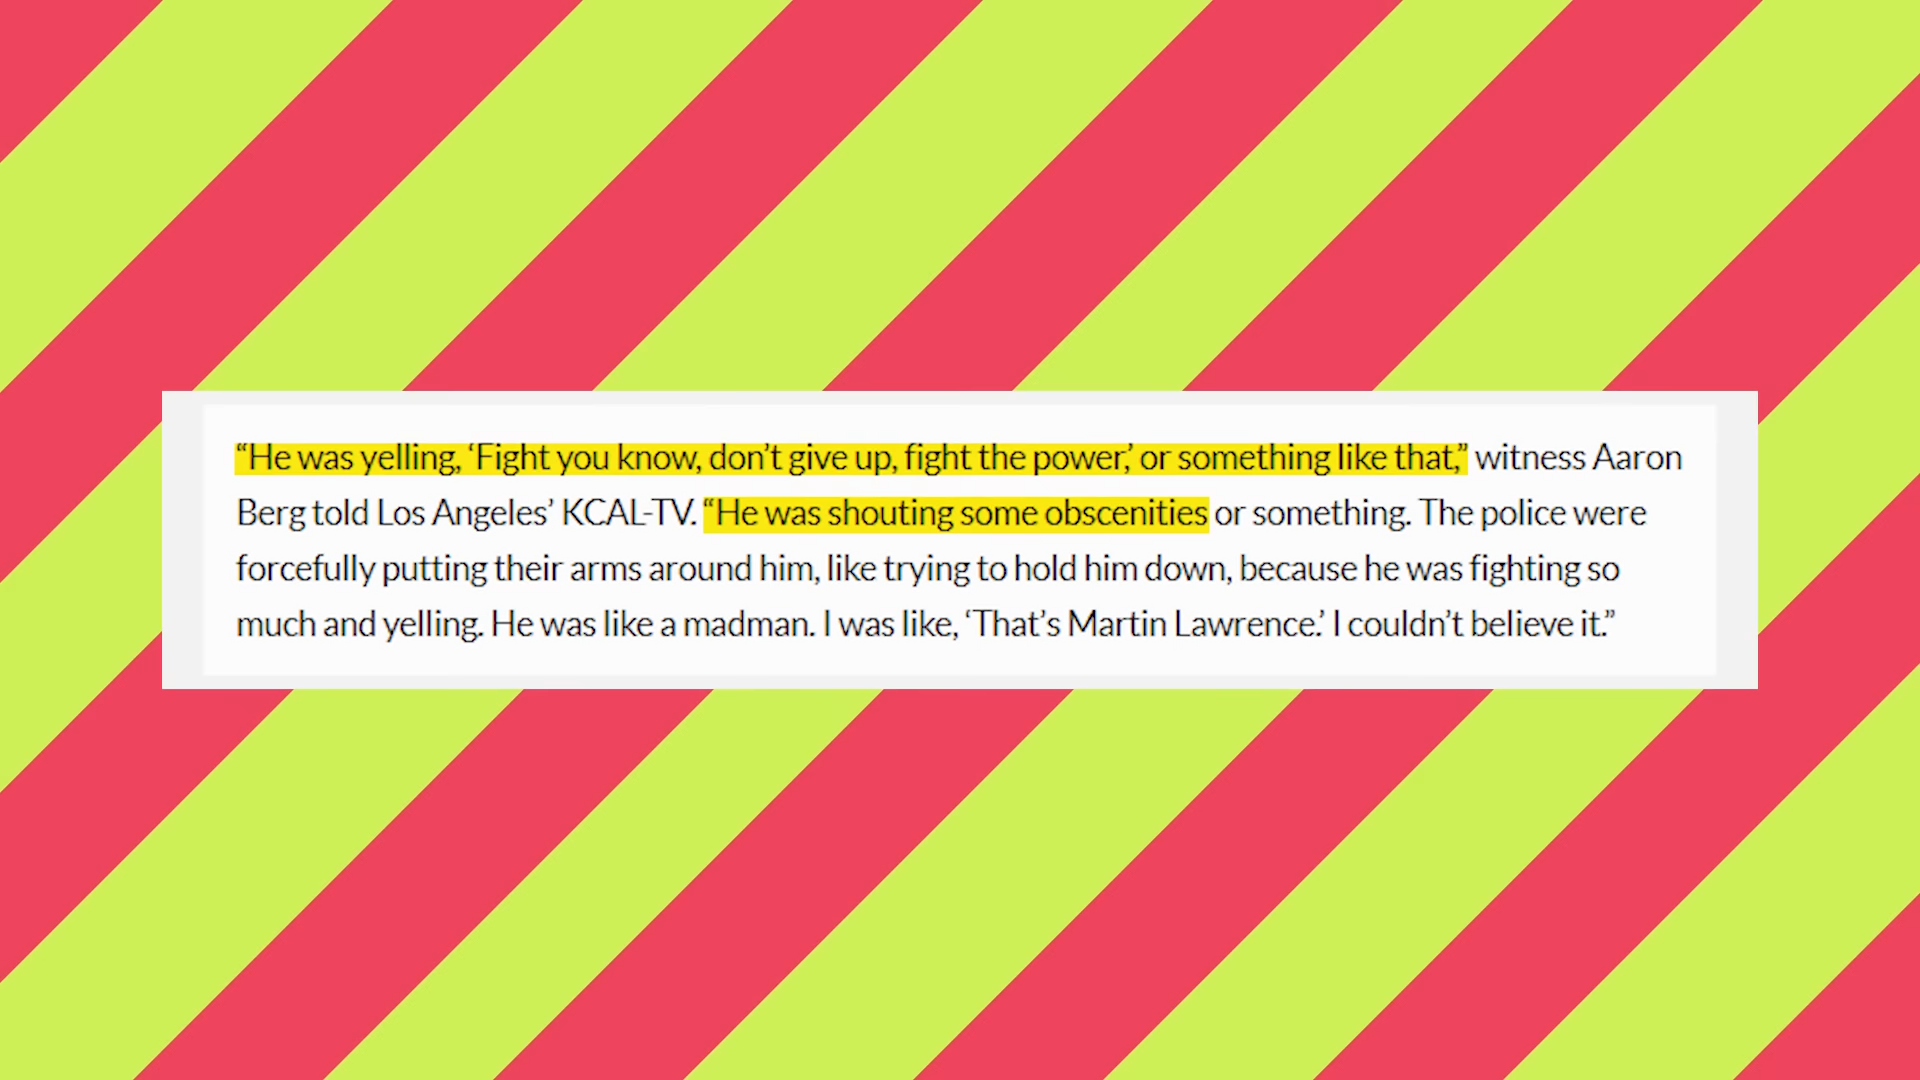 “He was yelling, ‘Fight you know, don’t give up, fight the power,’ or something like that,” witness Aaron
Berg told Los Angeles’ KCAL-TV. “He was shouting some obscenities or something. The police were
forcefully putting their arms around him, like trying to hold him down, because he was fighting so
much and yelling. He was like a madman. I was like, ‘That’s Martin Lawrence.’ I couldn’t believe it.”